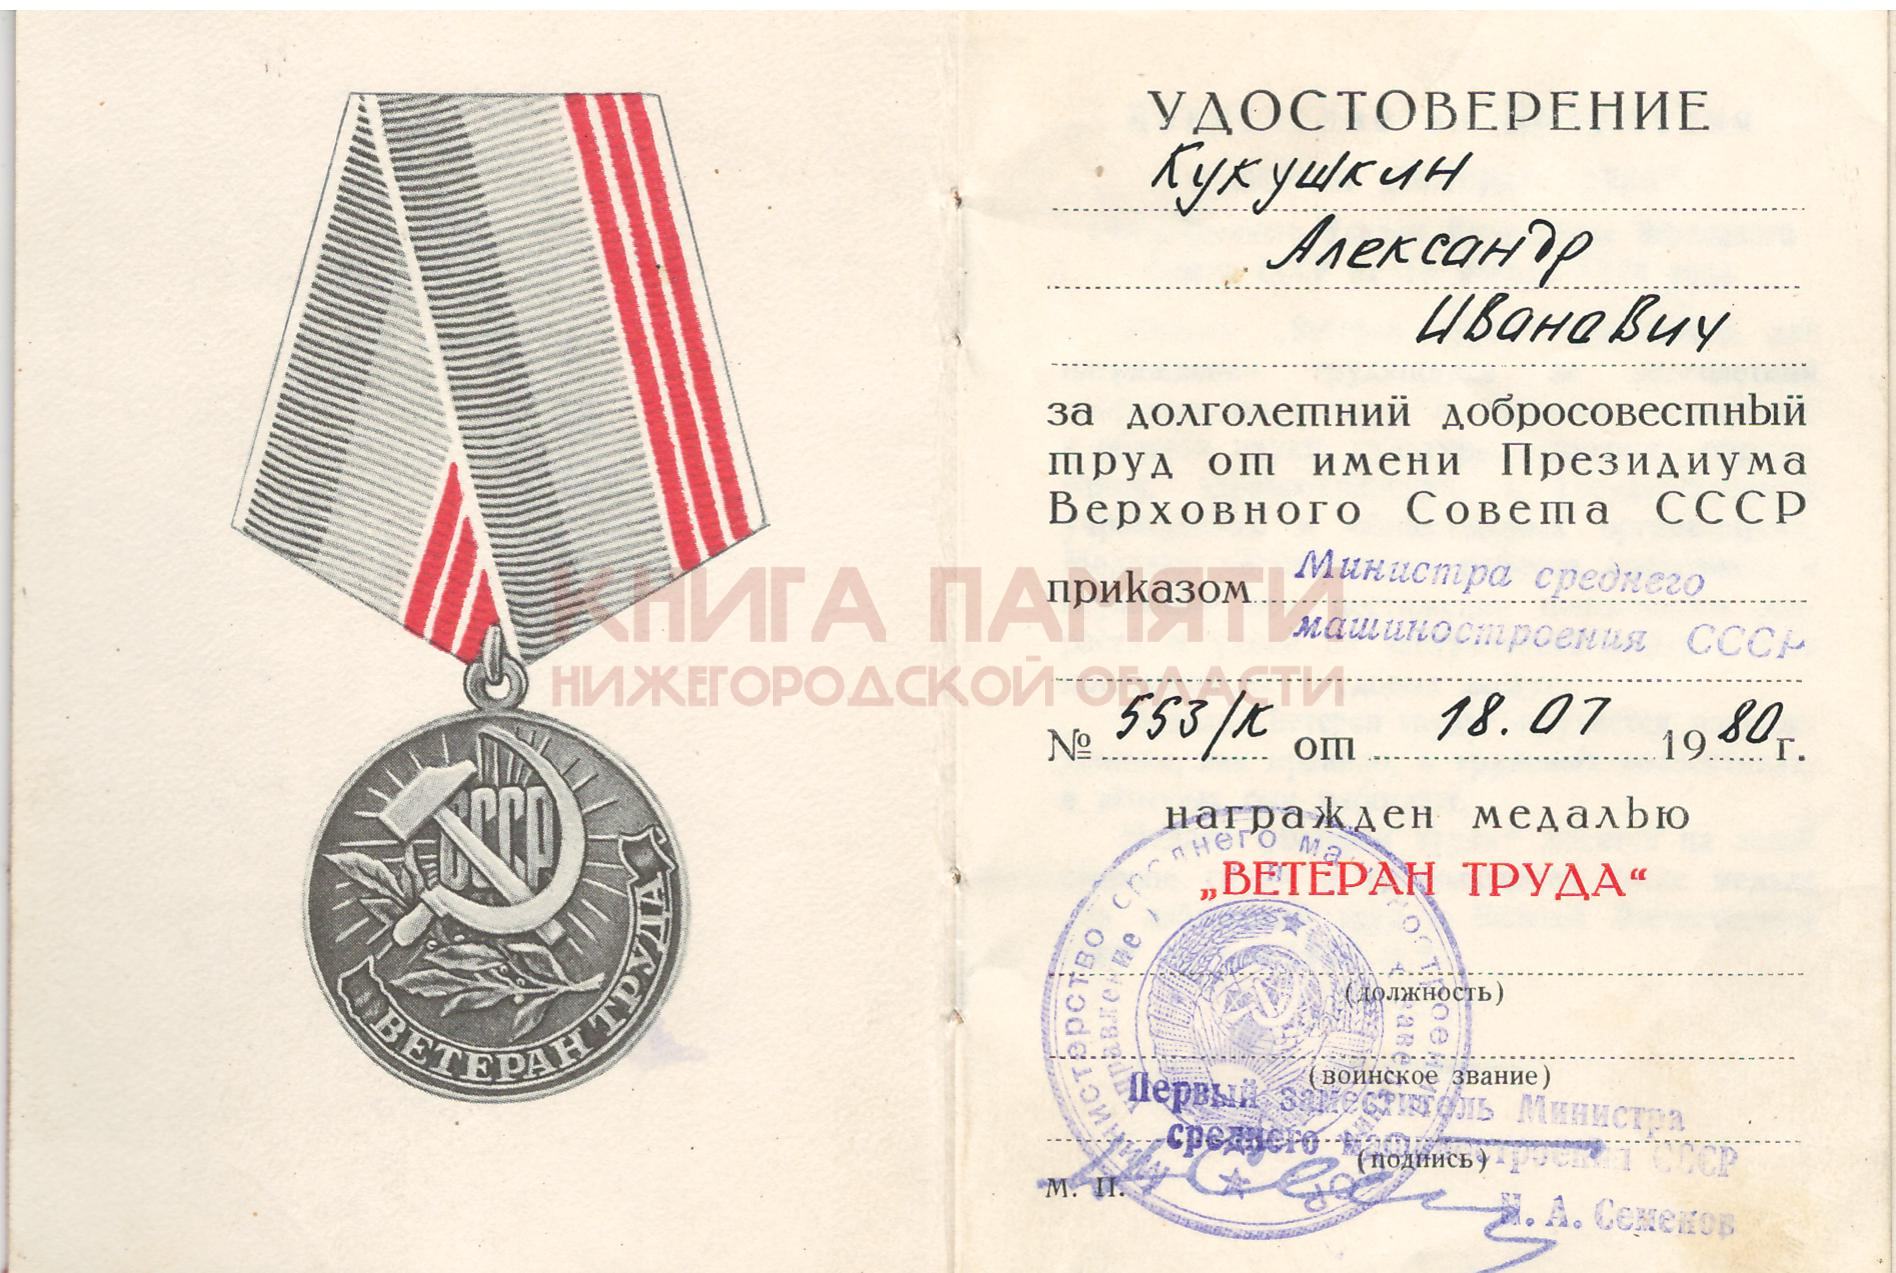 СССР
ВЕТЕРАН ТРУДА
УДОСТОВЕРЕНИЕ
Кукушкин
Александр
Иванович
за долголетний добросовестный
труд от имени Президиума
Верховного Совета СССР
приказом Министра среднего
машиностроения СССР
№ 553/к от 18.07 1980 г.
награжден медалью
„ВЕТЕРАН ТРУДА“
(должность)
(воинское звание)
Первый заместитель Министра
среднего машиностроения СССР
(подпись)
М. П.
И. А. Семенов
КНИГА ПАМЯТИ
НИЖЕГОРОДСКОЙ ОБЛАСТИ